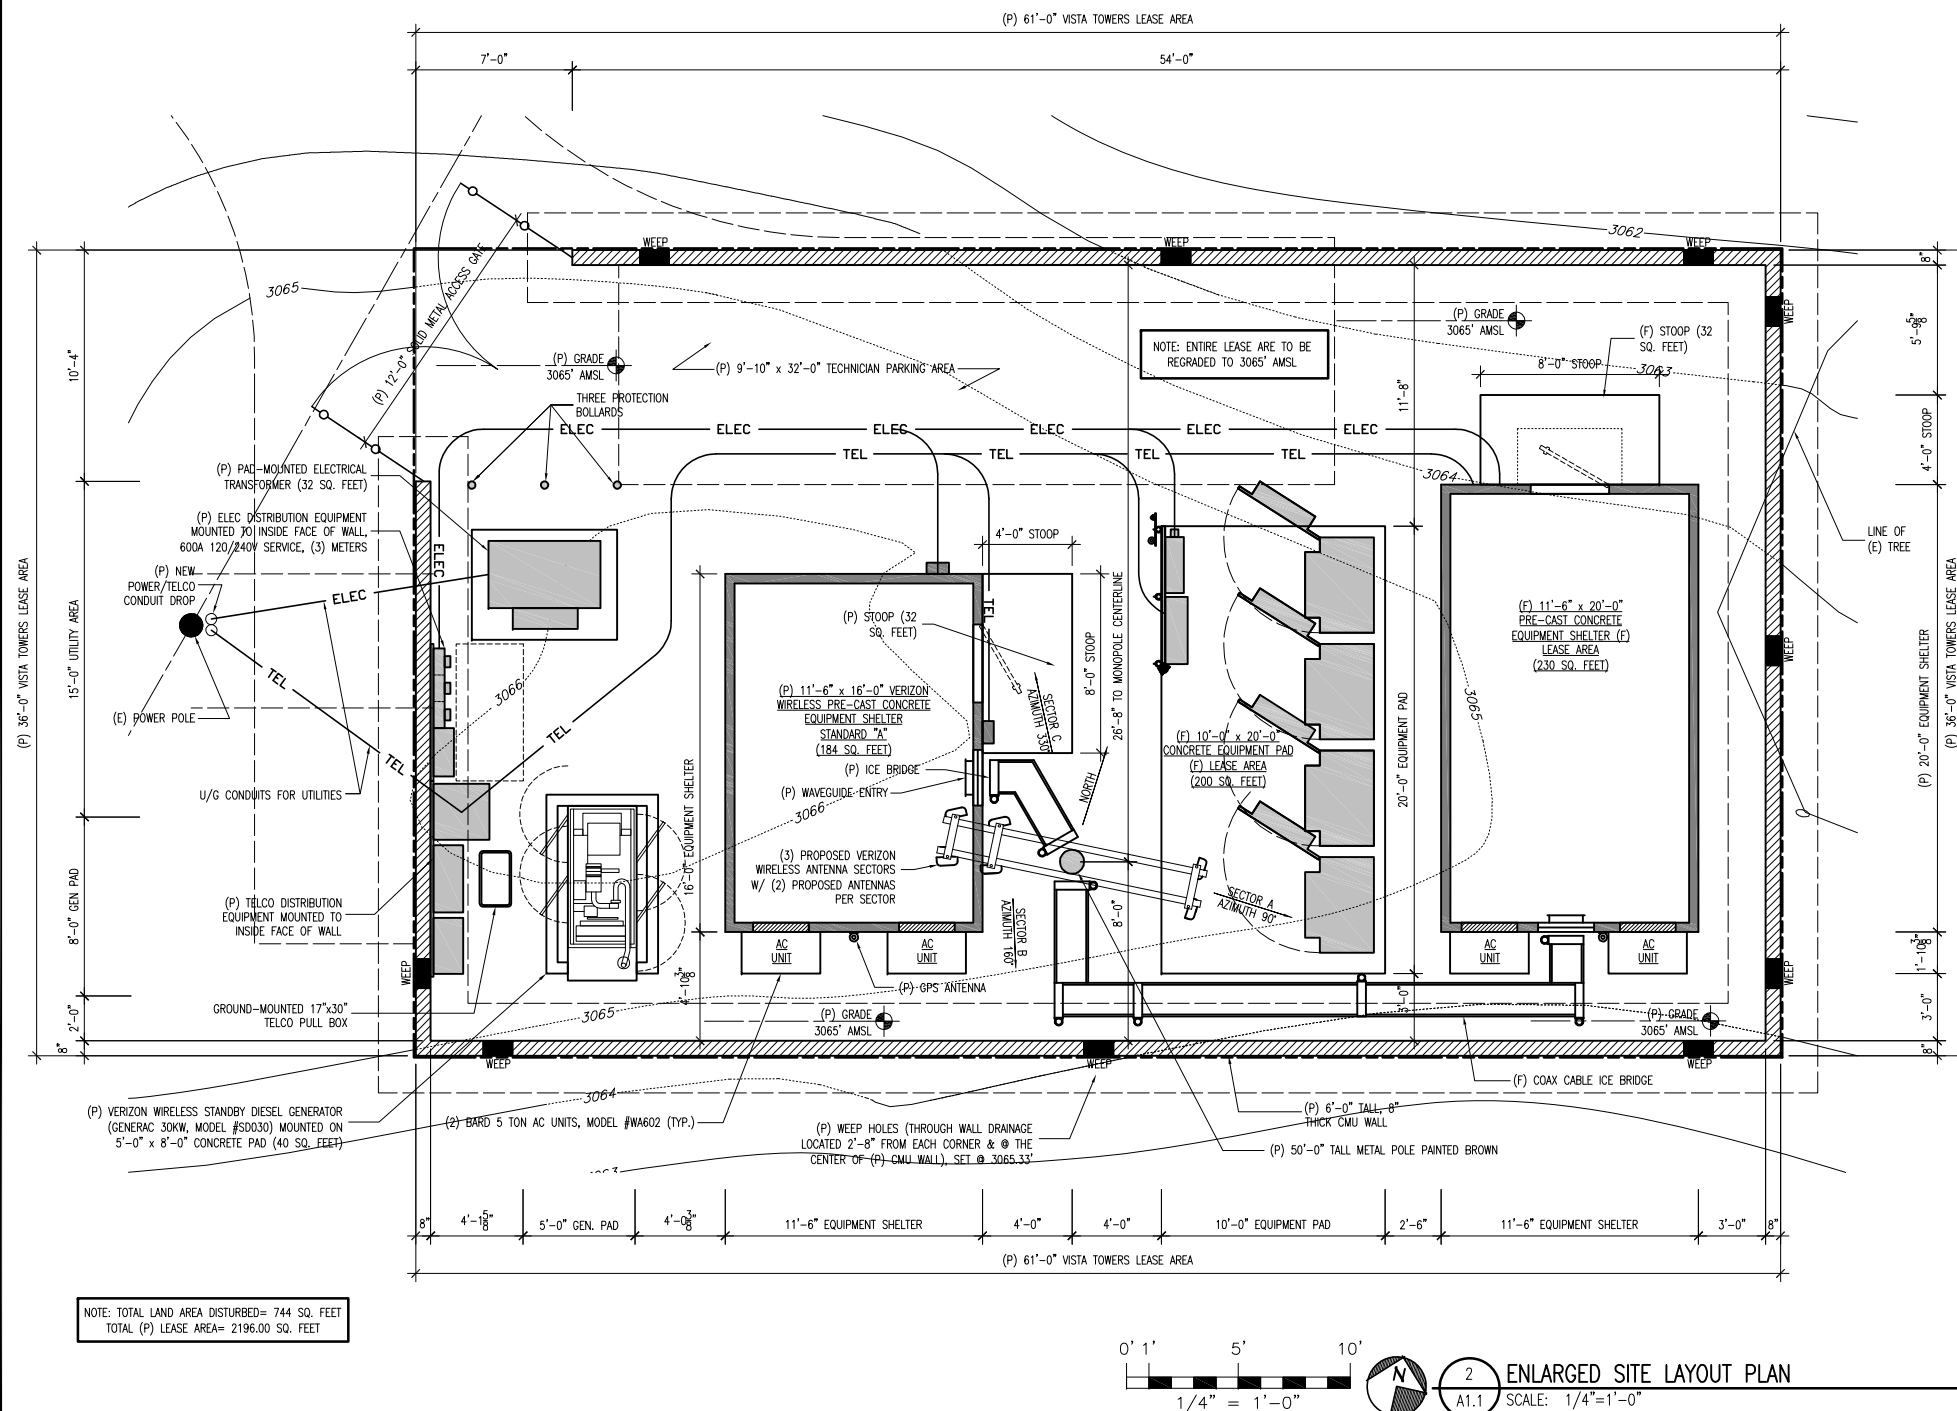 (P) 61'-0" VISTA TOWERS LEASE AREA
7'-0"
54'-0"
3062
WEEP
WEEP
WEEP
8"
3065
(P) 12'-0" SOLID METAL ACCESS GATE
(P) GRADE
3065' AMSL
(P) 9'-10" x 32'-0" TECHNICIAN PARKING AREA
NOTE: ENTIRE LEASE ARE TO BE
REGRADED TO 3065' AMSL
(P) GRADE
3065' AMSL
(F) STOOP (32
SQ. FEET)
8'-0" STOOP
3063
WEEP
5'-9 5/8"
10'-4"
11'-8"
THREE PROTECTION
BOLLARDS
ELEC
ELEC
ELEC
ELEC
ELEC
ELEC
TEL
TEL
TEL
TEL
3064
4'-0" STOOP
(P) PAD-MOUNTED ELECTRICAL
TRANSFORMER (32 SQ. FEET)
(P) ELEC DISTRIBUTION EQUIPMENT
MOUNTED TO INSIDE FACE OF WALL,
600A 120/240V SERVICE, (3) METERS
ELEC
4'-0" STOOP
LINE OF
(E) TREE
(P) NEW
POWER/TELCO
CONDUIT DROP
ELEC
TEL
(P) 36'-0" VISTA TOWERS LEASE AREA
15'-0" UTILITY AREA
(P) STOOP (32
SQ. FEET)
8'-0" STOOP
26'-8" TO MONOPOLE CENTERLINE
(F) 11'-6" x 20'-0"
PRE-CAST CONCRETE
EQUIPMENT SHELTER (F)
LEASE AREA
(230 SQ. FEET)
WEEP
20'-0" EQUIPMENT SHELTER
(P) 36'-0" VISTA TOWERS LEASE AREA
TEL
3066
(P) 11'-6" x 16'-0" VERIZON
WIRELESS PRE-CAST CONCRETE
EQUIPMENT SHELTER
STANDARD "A"
(184 SQ. FEET)
SECTOR C
AZIMUTH 330°
3065
(E) POWER POLE
TEL
TEL
(F) 10'-0" x 20'-0"
CONCRETE EQUIPMENT PAD
(F) LEASE AREA
(200 SQ. FEET)
20'-0" EQUIPMENT PAD
(P) ICE BRIDGE
NORTH
U/G CONDUITS FOR UTILITIES
(P) WAVEGUIDE ENTRY
3066
16'-0" EQUIPMENT SHELTER
(3) PROPOSED VERIZON
WIRELESS ANTENNA SECTORS
W/ (2) PROPOSED ANTENNAS
PER SECTOR
8'-0" GEN PAD
(P) TELCO DISTRIBUTION
EQUIPMENT MOUNTED TO
INSIDE FACE OF WALL
SECTOR A
AZIMUTH 90°
8'-0"
SECTOR B
AZIMUTH 160°
AC
UNIT
AC
UNIT
AC
UNIT
AC
UNIT
1'-10 3/8"
WEEP
WEEP
4'-10 3/8"
(P) GPS ANTENNA
GROUND-MOUNTED 17"x30"
TELCO PULL BOX
2'-0"
3065
(P) GRADE
3065' AMSL
3'-0"
(P) GRADE
3065' AMSL
3'-0"
8"
8"
WEEP
WEEP
WEEP
(F) COAX CABLE ICE BRIDGE
3064
(P) VERIZON WIRELESS STANDBY DIESEL GENERATOR
(GENERAC 30KW, MODEL #SD030) MOUNTED ON
5'-0" x 8'-0" CONCRETE PAD (40 SQ. FEET)
(2) BARD 5 TON AC UNITS, MODEL #WA602 (TYP.)
(P) WEEP HOLES (THROUGH WALL DRAINAGE
LOCATED 2'-8" FROM EACH CORNER & @ THE
CENTER OF (P) CMU WALL), SET @ 3065.33'
(P) 6'-0" TALL, 8"
THICK CMU WALL
(P) 50'-0" TALL METAL POLE PAINTED BROWN
8"
4'-1 5/8"
5'-0" GEN. PAD
4'-0 3/8"
11'-6" EQUIPMENT SHELTER
4'-0"
4'-0"
10'-0" EQUIPMENT PAD
2'-6"
11'-6" EQUIPMENT SHELTER
3'-0"
8"
(P) 61'-0" VISTA TOWERS LEASE AREA
NOTE: TOTAL LAND AREA DISTURBED= 744 SQ. FEET
TOTAL (P) LEASE AREA= 2196.00 SQ. FEET
0' 1' 5' 10'
1/4" = 1'-0"
N
2
A1.1
ENLARGED SITE LAYOUT PLAN
SCALE: 1/4"=1'-0"